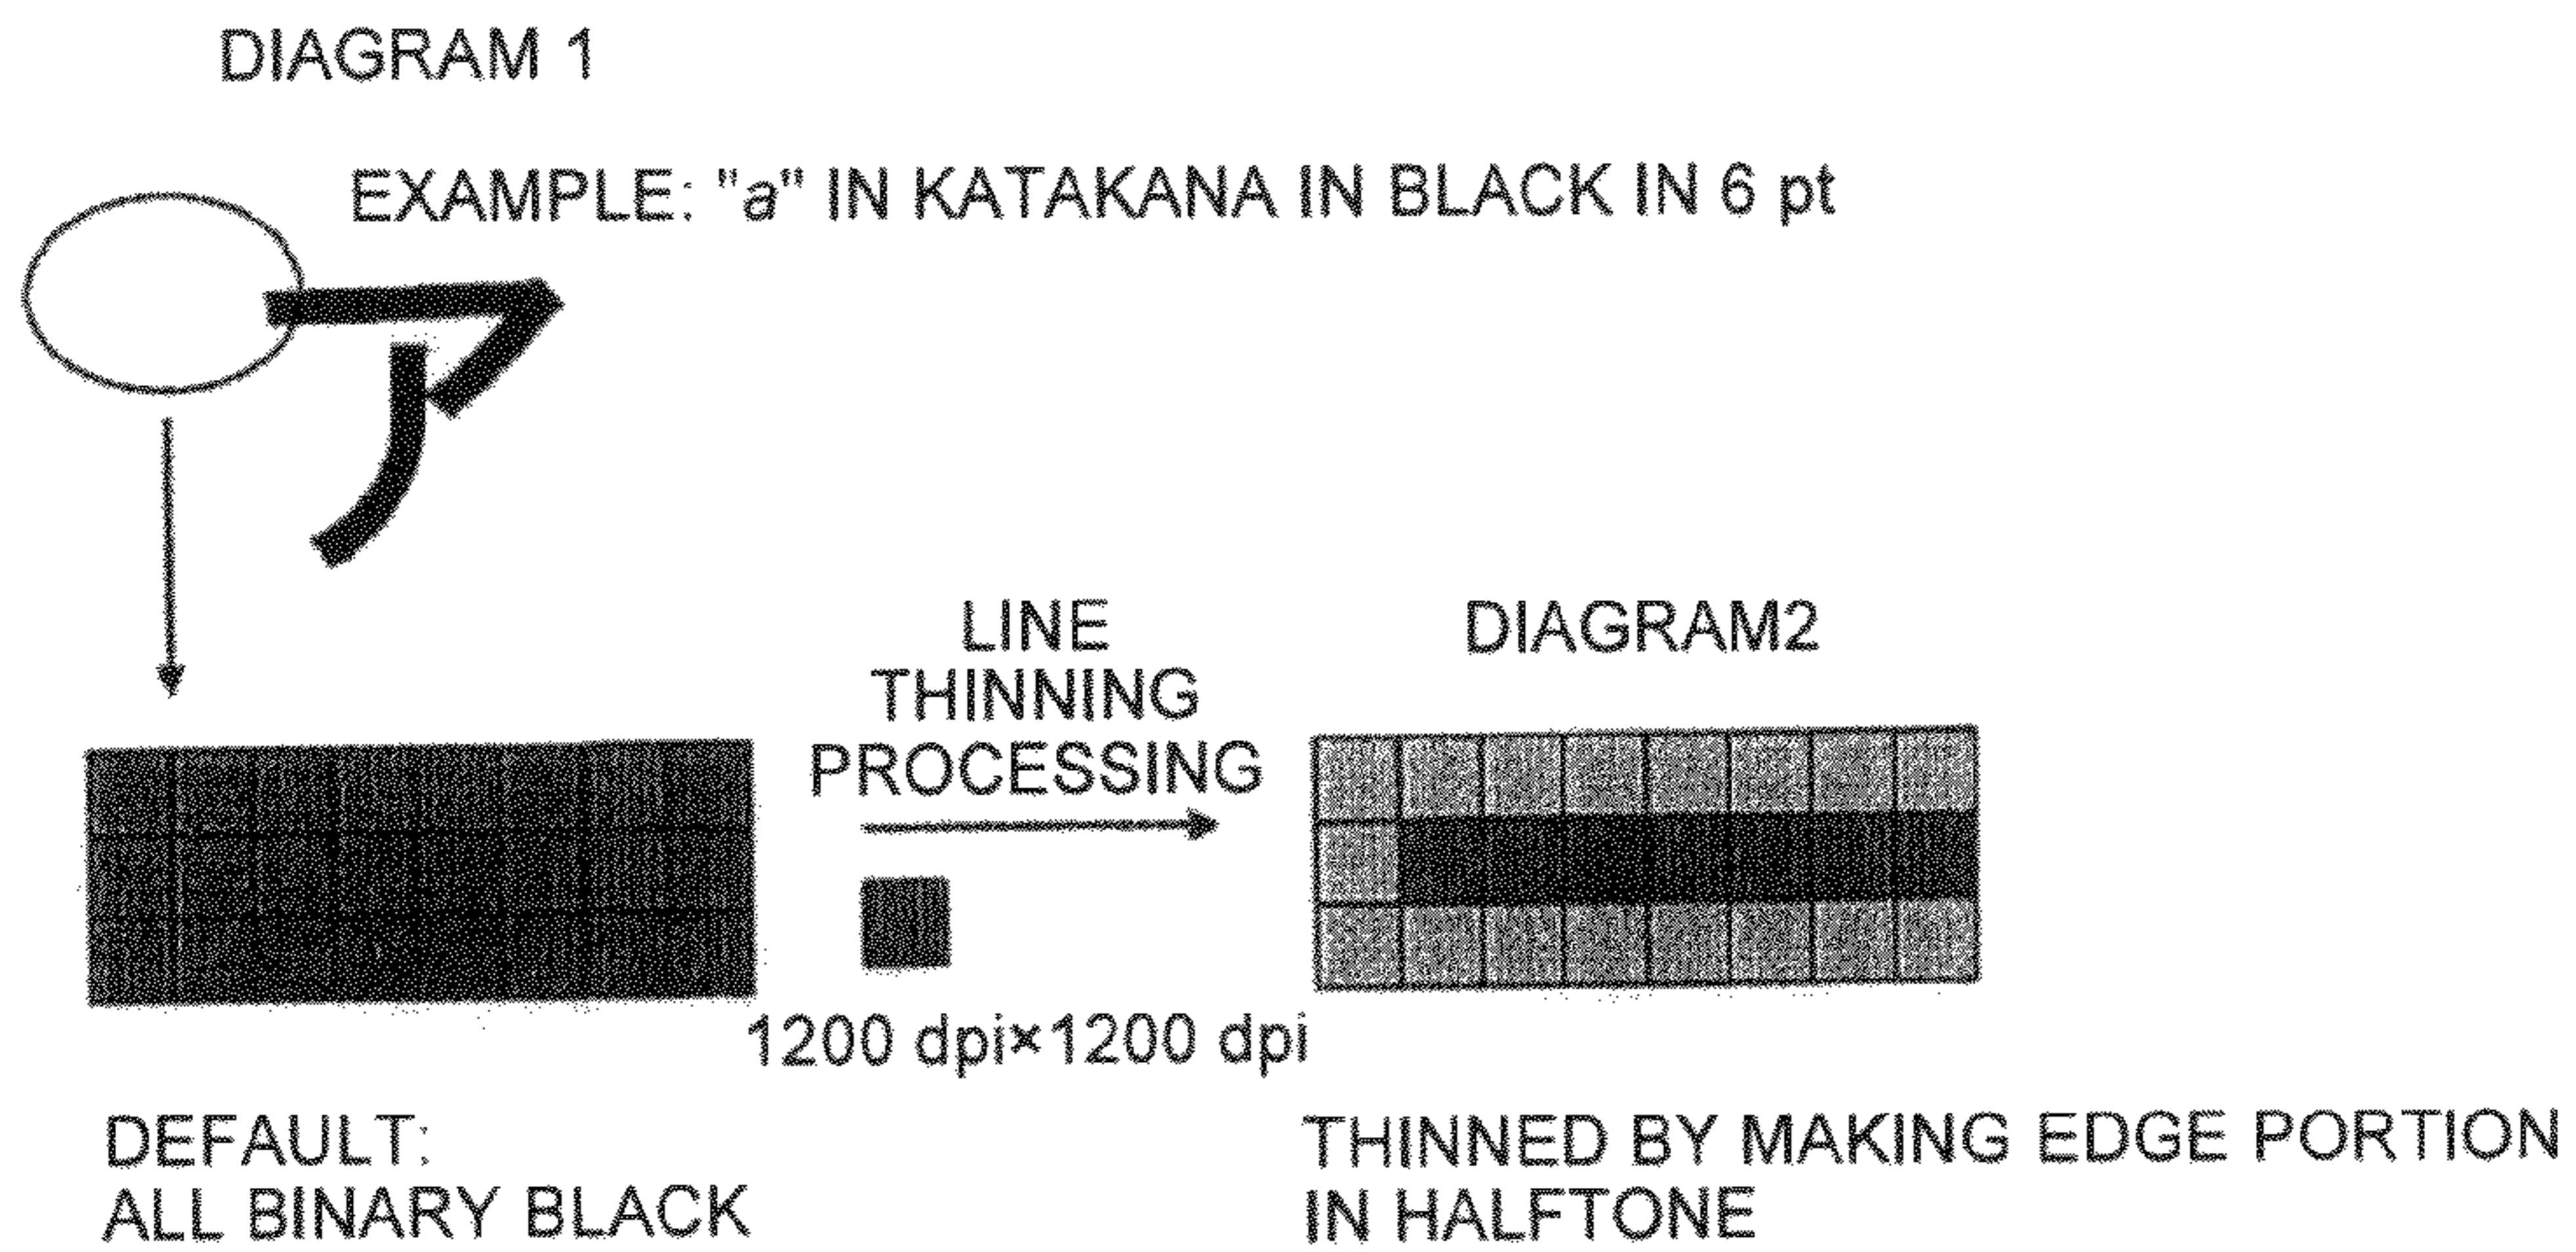 DIAGRAM 1
EXAMPLE: "a" IN KATAKANA IN BLACK IN 6 pt
ア
LINE
THINNING
PROCESSING
DIAGRAM2
1200 dpi×1200 dpi
DEFAULT:
ALL BINARY BLACK
THINNED BY MAKING EDGE PORTION
IN HALFTONE